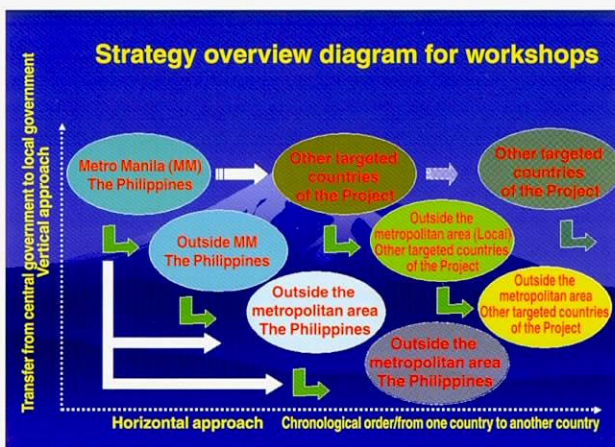 Strategy overview diagram for workshops
Transfer from central government to local government
Vertical approach
Metro Manila (MM)
The Philippines
Other targeted
countries
of the Project
Other targeted
countries
of the Project
Outside MM
The Philippines
Outside the
metropolitan area (Local)
Other targeted countries
of the Project
Outside the
metropolitan area
The Philippines
Outside the
metropolitan area
Other targeted countries
of the Project
Outside the
metropolitan area
The Philippines
Horizontal approach
Chronological order/from one country to another country